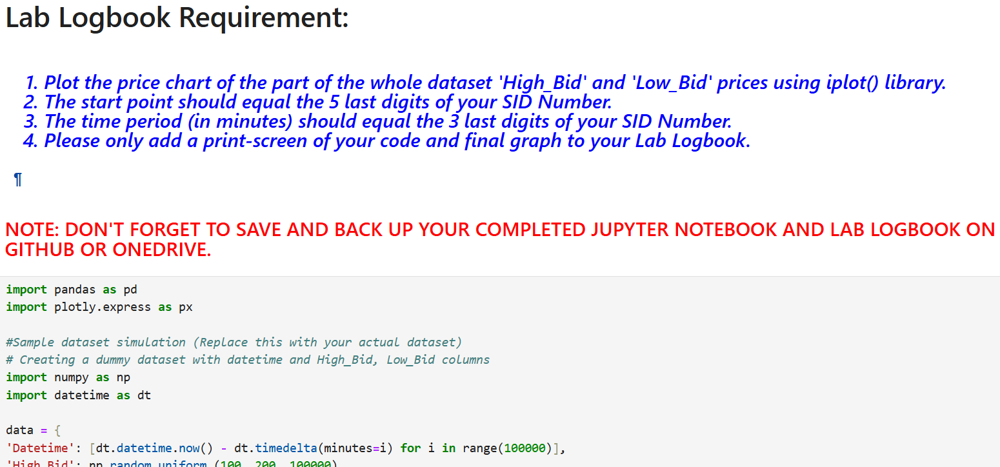 Lab Logbook Requirement:
1. Plot the price chart of the part of the whole dataset 'High_Bid' and 'Low_Bid' prices using iplot() library.
2. The start point should equal the 5 last digits of your SID Number.
3. The time period (in minutes) should equal the 3 last digits of your SID Number.
4. Please only add a print-screen of your code and final graph to your Lab Logbook.
¶
NOTE: DON'T FORGET TO SAVE AND BACK UP YOUR COMPLETED JUPYTER NOTEBOOK AND LAB LOGBOOK ON
GITHUB OR ONEDRIVE.
import pandas as pd
import plotly.express as px
#Sample dataset simulation (Replace this with your actual dataset)
# Creating a dummy dataset with datetime and High_Bid, Low_Bid columns
import numpy as np
import datetime as dt
data = {
'Datetime': [dt.datetime.now() - dt.timedelta(minutes=i) for i in range(100000)],
'High_Bid': np.random.uniform (100, 200, 100000)